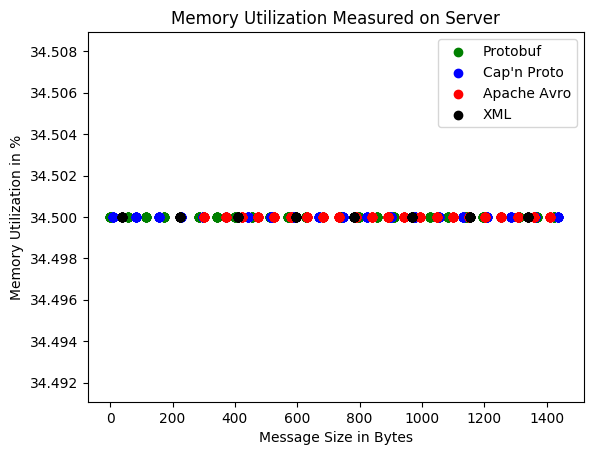 Memory Utilization Measured on Server
Protobuf
Cap'n Proto
Apache Avro
XML
Memory Utilization in %
34.508
34.506
34.504
34.502
34.500
34.498
34.496
34.494
34.492
0 200 400 600 800 1000 1200 1400
Message Size in Bytes